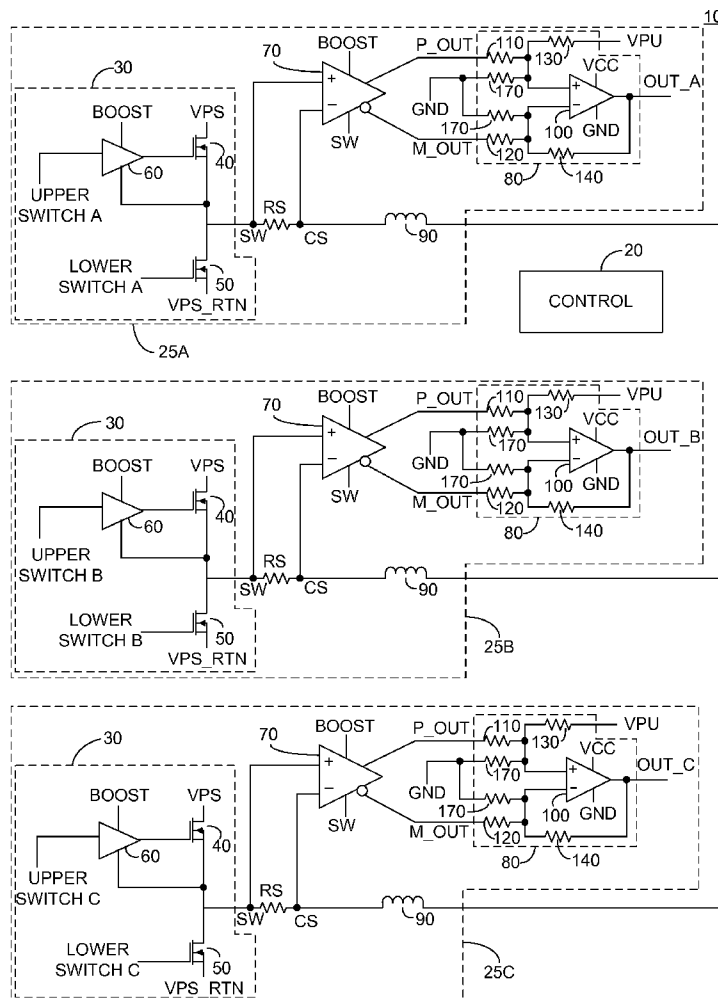 10
BOOST
P_OUT
110
VPU
30
70
130
VCC
OUT_A
BOOST
VPS
+
170
GND
+
−
−
100
GND
60
40
SW
170
120
M_OUT
80
140
UPPER
SWITCH A
RS
SW
CS
90
LOWER
SWITCH A
50
VPS_RTN
20
CONTROL
25A
BOOST
P_OUT
110
VPU
30
70
130
VCC
OUT_B
BOOST
VPS
+
170
GND
+
−
−
100
GND
60
40
SW
170
120
M_OUT
80
140
UPPER
SWITCH B
RS
SW
CS
90
LOWER
SWITCH B
50
VPS_RTN
25B
BOOST
P_OUT
110
VPU
30
70
130
VCC
OUT_C
BOOST
VPS
+
170
GND
+
−
−
100
GND
60
40
SW
170
120
M_OUT
80
140
UPPER
SWITCH C
RS
SW
CS
90
LOWER
SWITCH C
50
VPS_RTN
25C